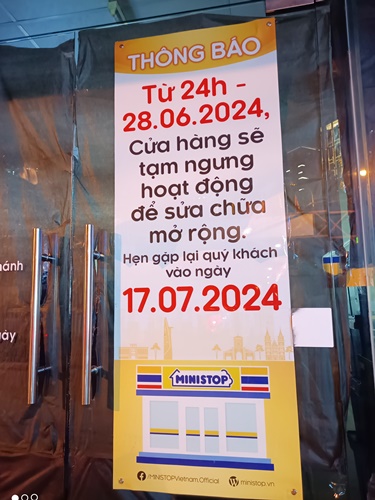 THÔNG BÁO
Từ 24h -
28.06.2024,
Cửa hàng sẽ
tạm ngưng
hoạt động
để sửa chữa
mở rộng.
Hẹn gặp lại quý khách
vào ngày
17.07.2024
MINISTOP
/MINISTOPVietnam.Official
ministop.vn